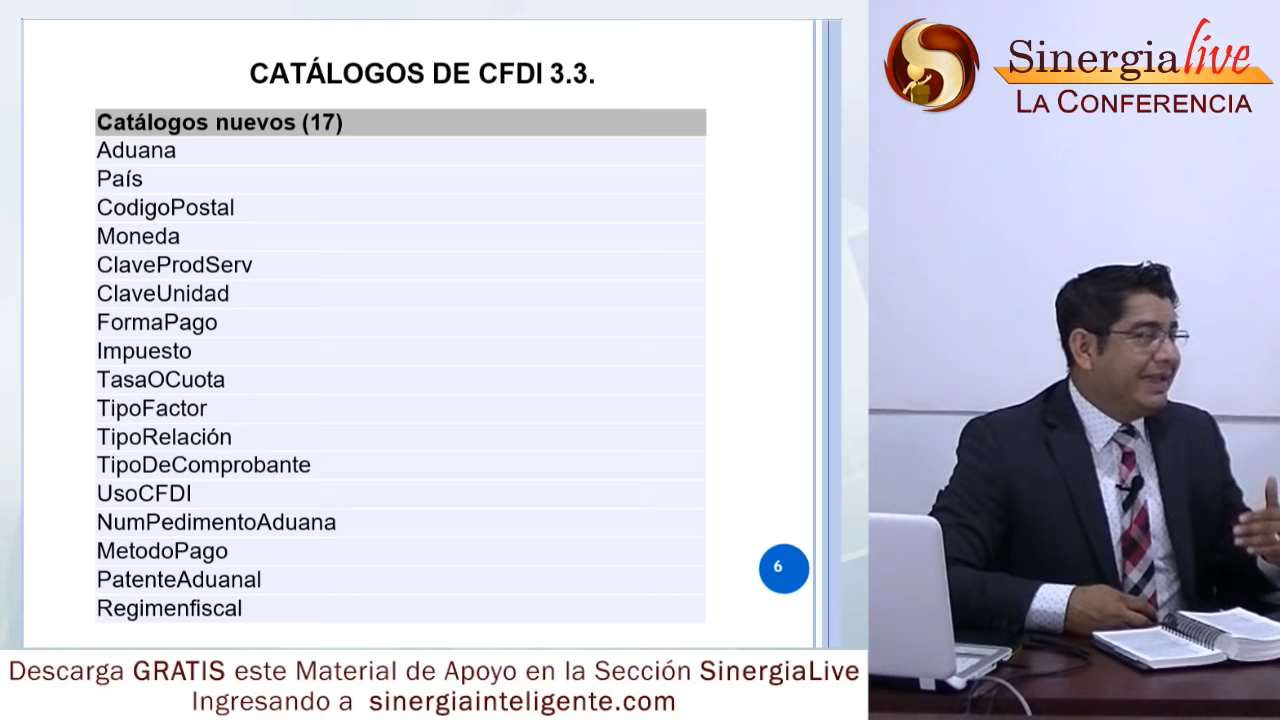 CATÁLOGOS DE CFDI 3.3.
Catálogos nuevos (17)
Aduana
País
CodigoPostal
Moneda
ClaveProdServ
ClaveUnidad
FormaPago
Impuesto
TasaOCuota
TipoFactor
TipoRelación
TipoDeComprobante
UsoCFDI
NumPedimentoAduana
MetodoPago
PatenteAduanal
Regimenfiscal
6
Sinergialive
LA CONFERENCIA
Descarga GRATIS este Material de Apoyo en la Sección SinergiaLive
Ingresando a sinergiainteligente.com